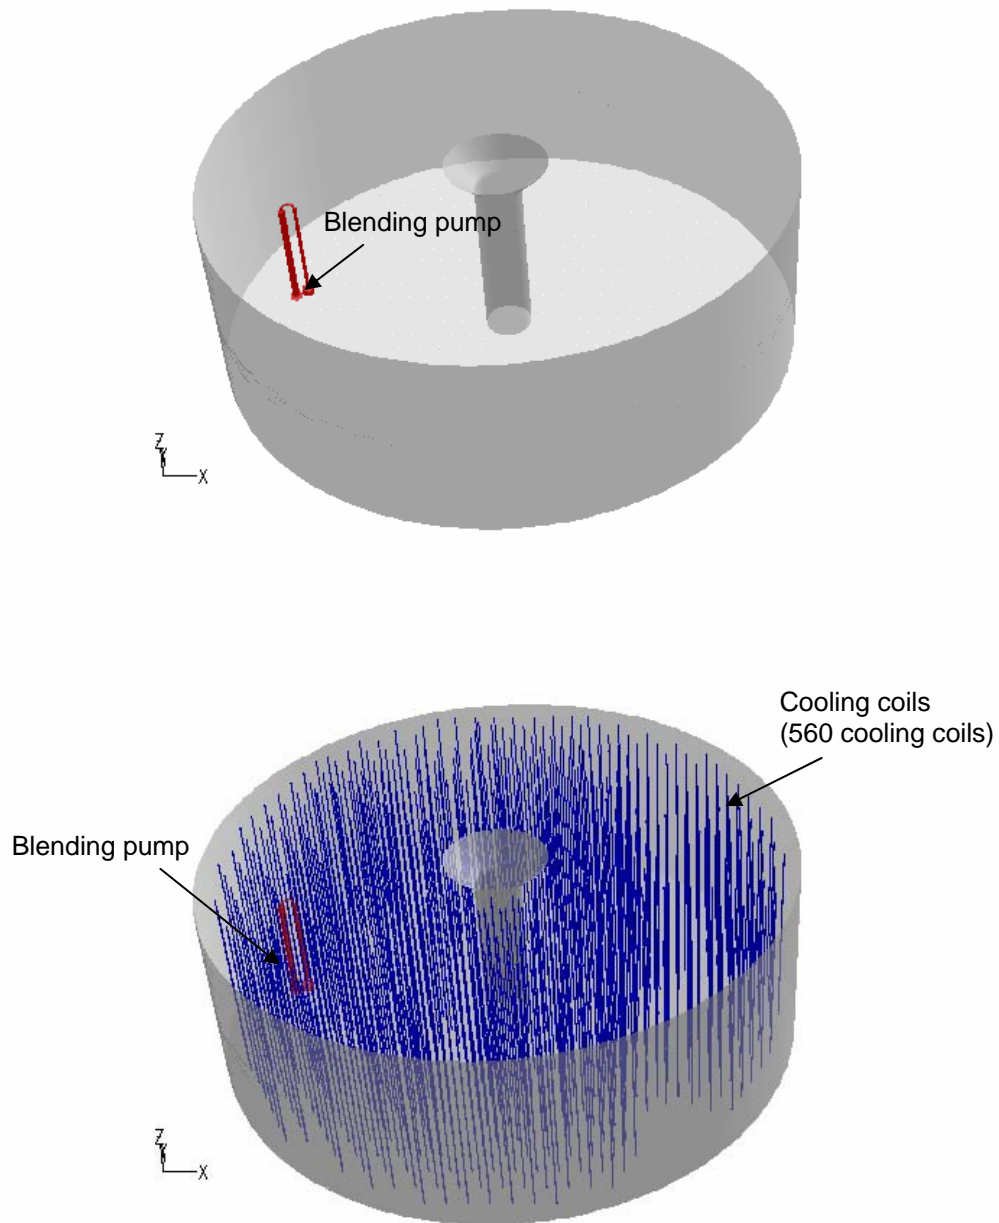 Blending pump
Z
Y
X
Cooling coils
(560 cooling coils)
Blending pump
Z
Y
X